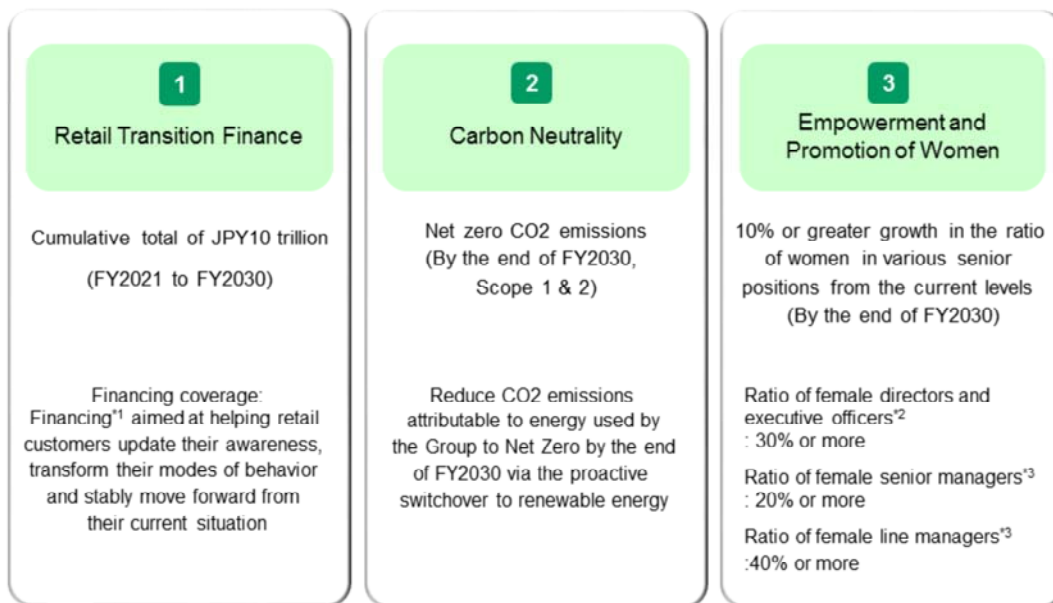 1
Retail Transition Finance
Cumulative total of JPY10 trillion
(FY2021 to FY2030)
Financing coverage:
Financing*1 aimed at helping retail
customers update their awareness,
transform their modes of behavior
and stably move forward from
their current situation
2
Carbon Neutrality
Net zero CO2 emissions
(By the end of FY2030,
Scope 1 & 2)
Reduce CO2 emissions
attributable to energy used by
the Group to Net Zero by the end
of FY2030 via the proactive
switchover to renewable energy
3
Empowerment and
Promotion of Women
10% or greater growth in the ratio
of women in various senior
positions from the current levels
(By the end of FY2030)
Ratio of female directors and
executive officers*2
: 30% or more
Ratio of female senior managers*3
: 20% or more
Ratio of female line managers*3
:40% or more